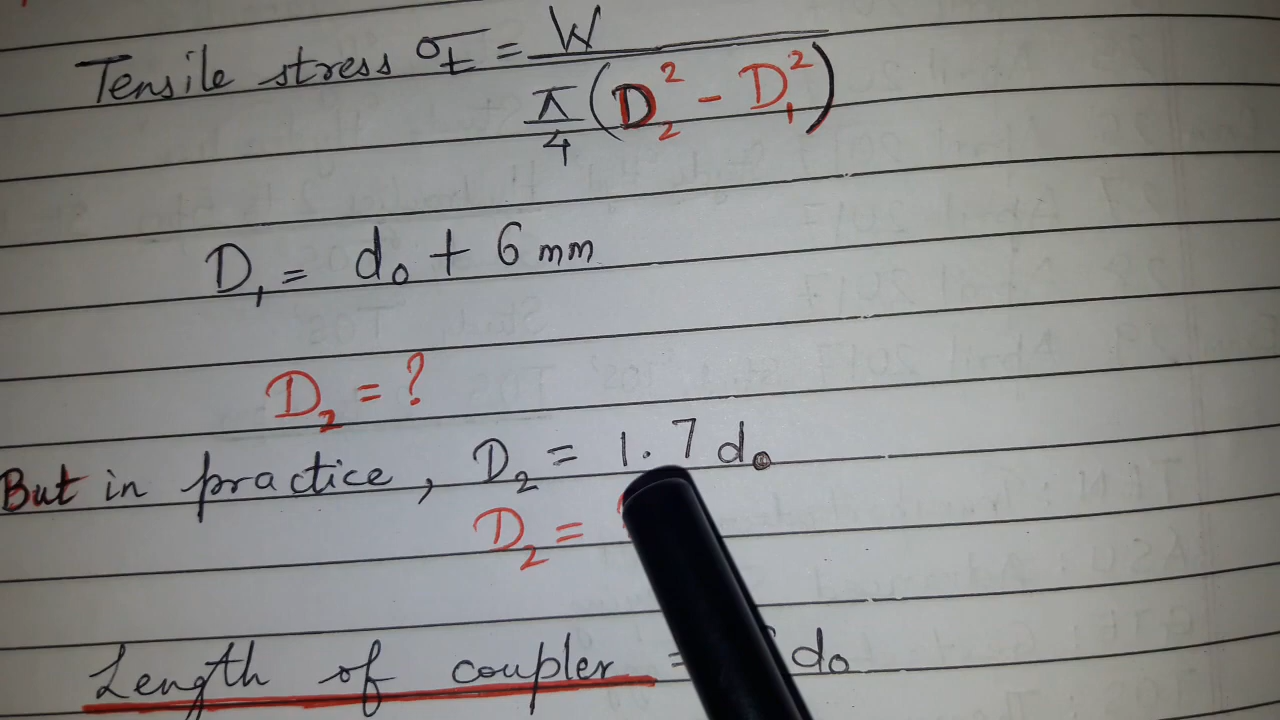 Tensile stress σt = W
π/4 (D₂² - D₁²)
D₁ = d₀ + 6 mm
D₂ = ?
But in practice, D₂ = 1.7 d₀
D₂ =
Length of coupler = d₀